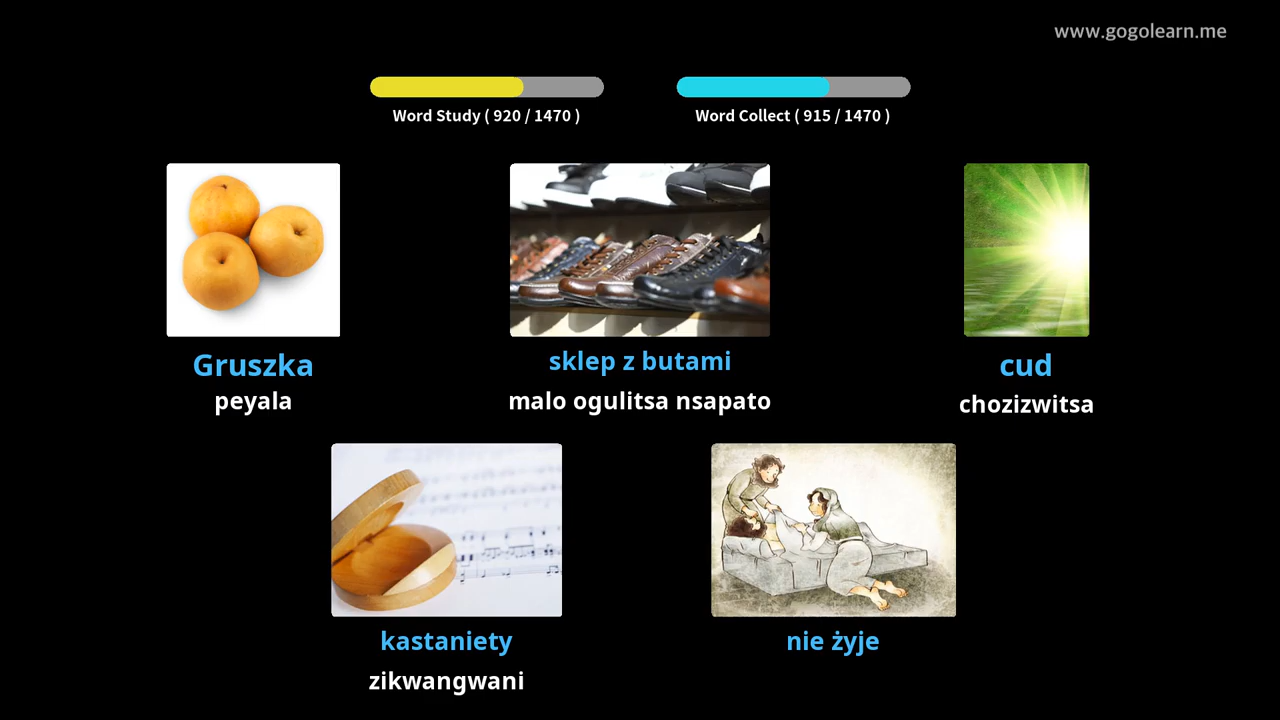 www.gogolearn.me
Word Study ( 920 / 1470 )
Word Collect ( 915 / 1470 )
Gruszka
peyala
sklep z butami
malo ogulitsa nsapato
cud
chozizwitsa
kastaniety
zikwangwani
nie żyje